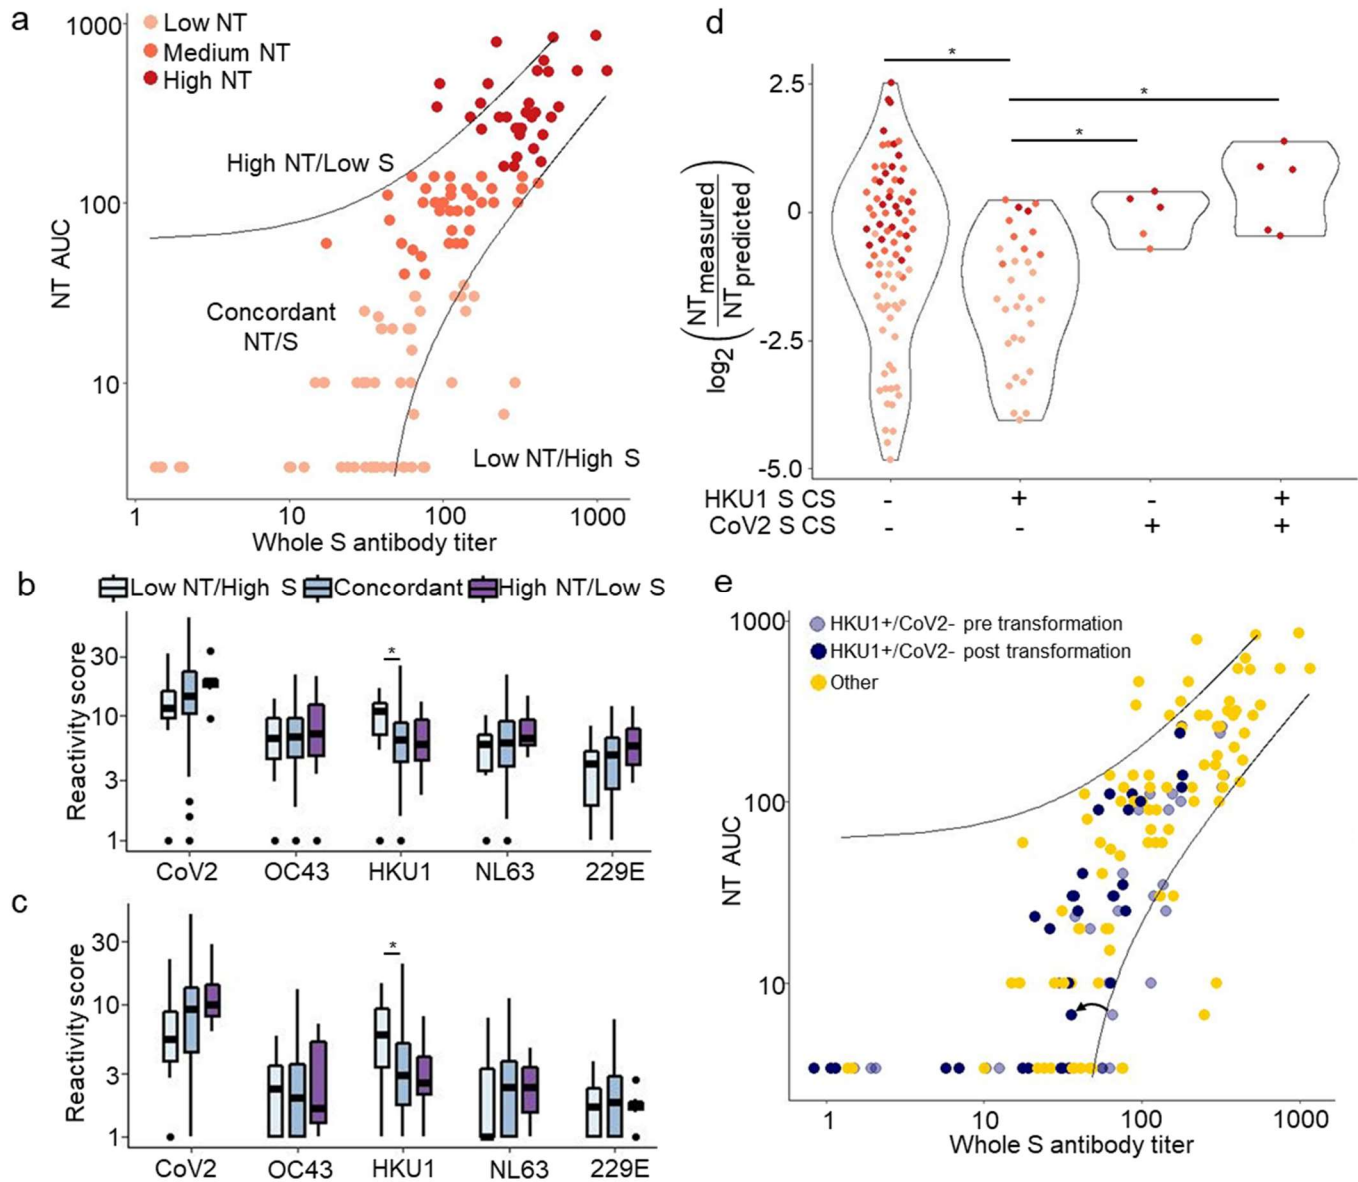 a
Low NT
Medium NT
High NT
High NT/Low S
Concordant
NT/S
Low NT/High S
NT AUC
1000
100
10
1
10
100
1000
Whole S antibody titer
b
Low NT/High S
Concordant
High NT/Low S
Reactivity score
30
10
3
1
*
CoV2
OC43
HKU1
NL63
229E
c
Reactivity score
30
10
3
1
*
CoV2
OC43
HKU1
NL63
229E
d
log2 (NTmeasured
NTpredicted)
2.5
0
-2.5
-5.0
*
*
*
HKU1 S CS - + - +
CoV2 S CS - - + +
e
HKU1+/CoV2- pre transformation
HKU1+/CoV2- post transformation
Other
NT AUC
1000
100
10
1
10
100
1000
Whole S antibody titer